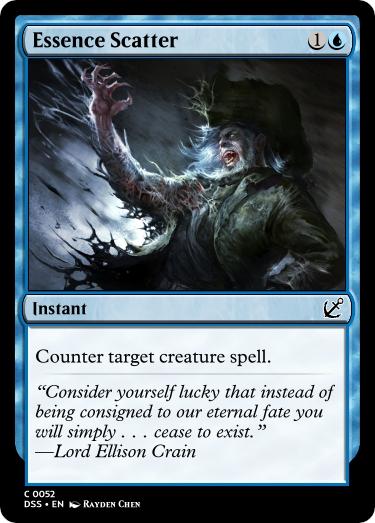 Essence Scatter 1
Instant
Counter target creature spell.
“Consider yourself lucky that instead of
being consigned to our eternal fate you
will simply . . . cease to exist.”
—Lord Ellison Crain
C 0052
DSS • EN Rayden Chen